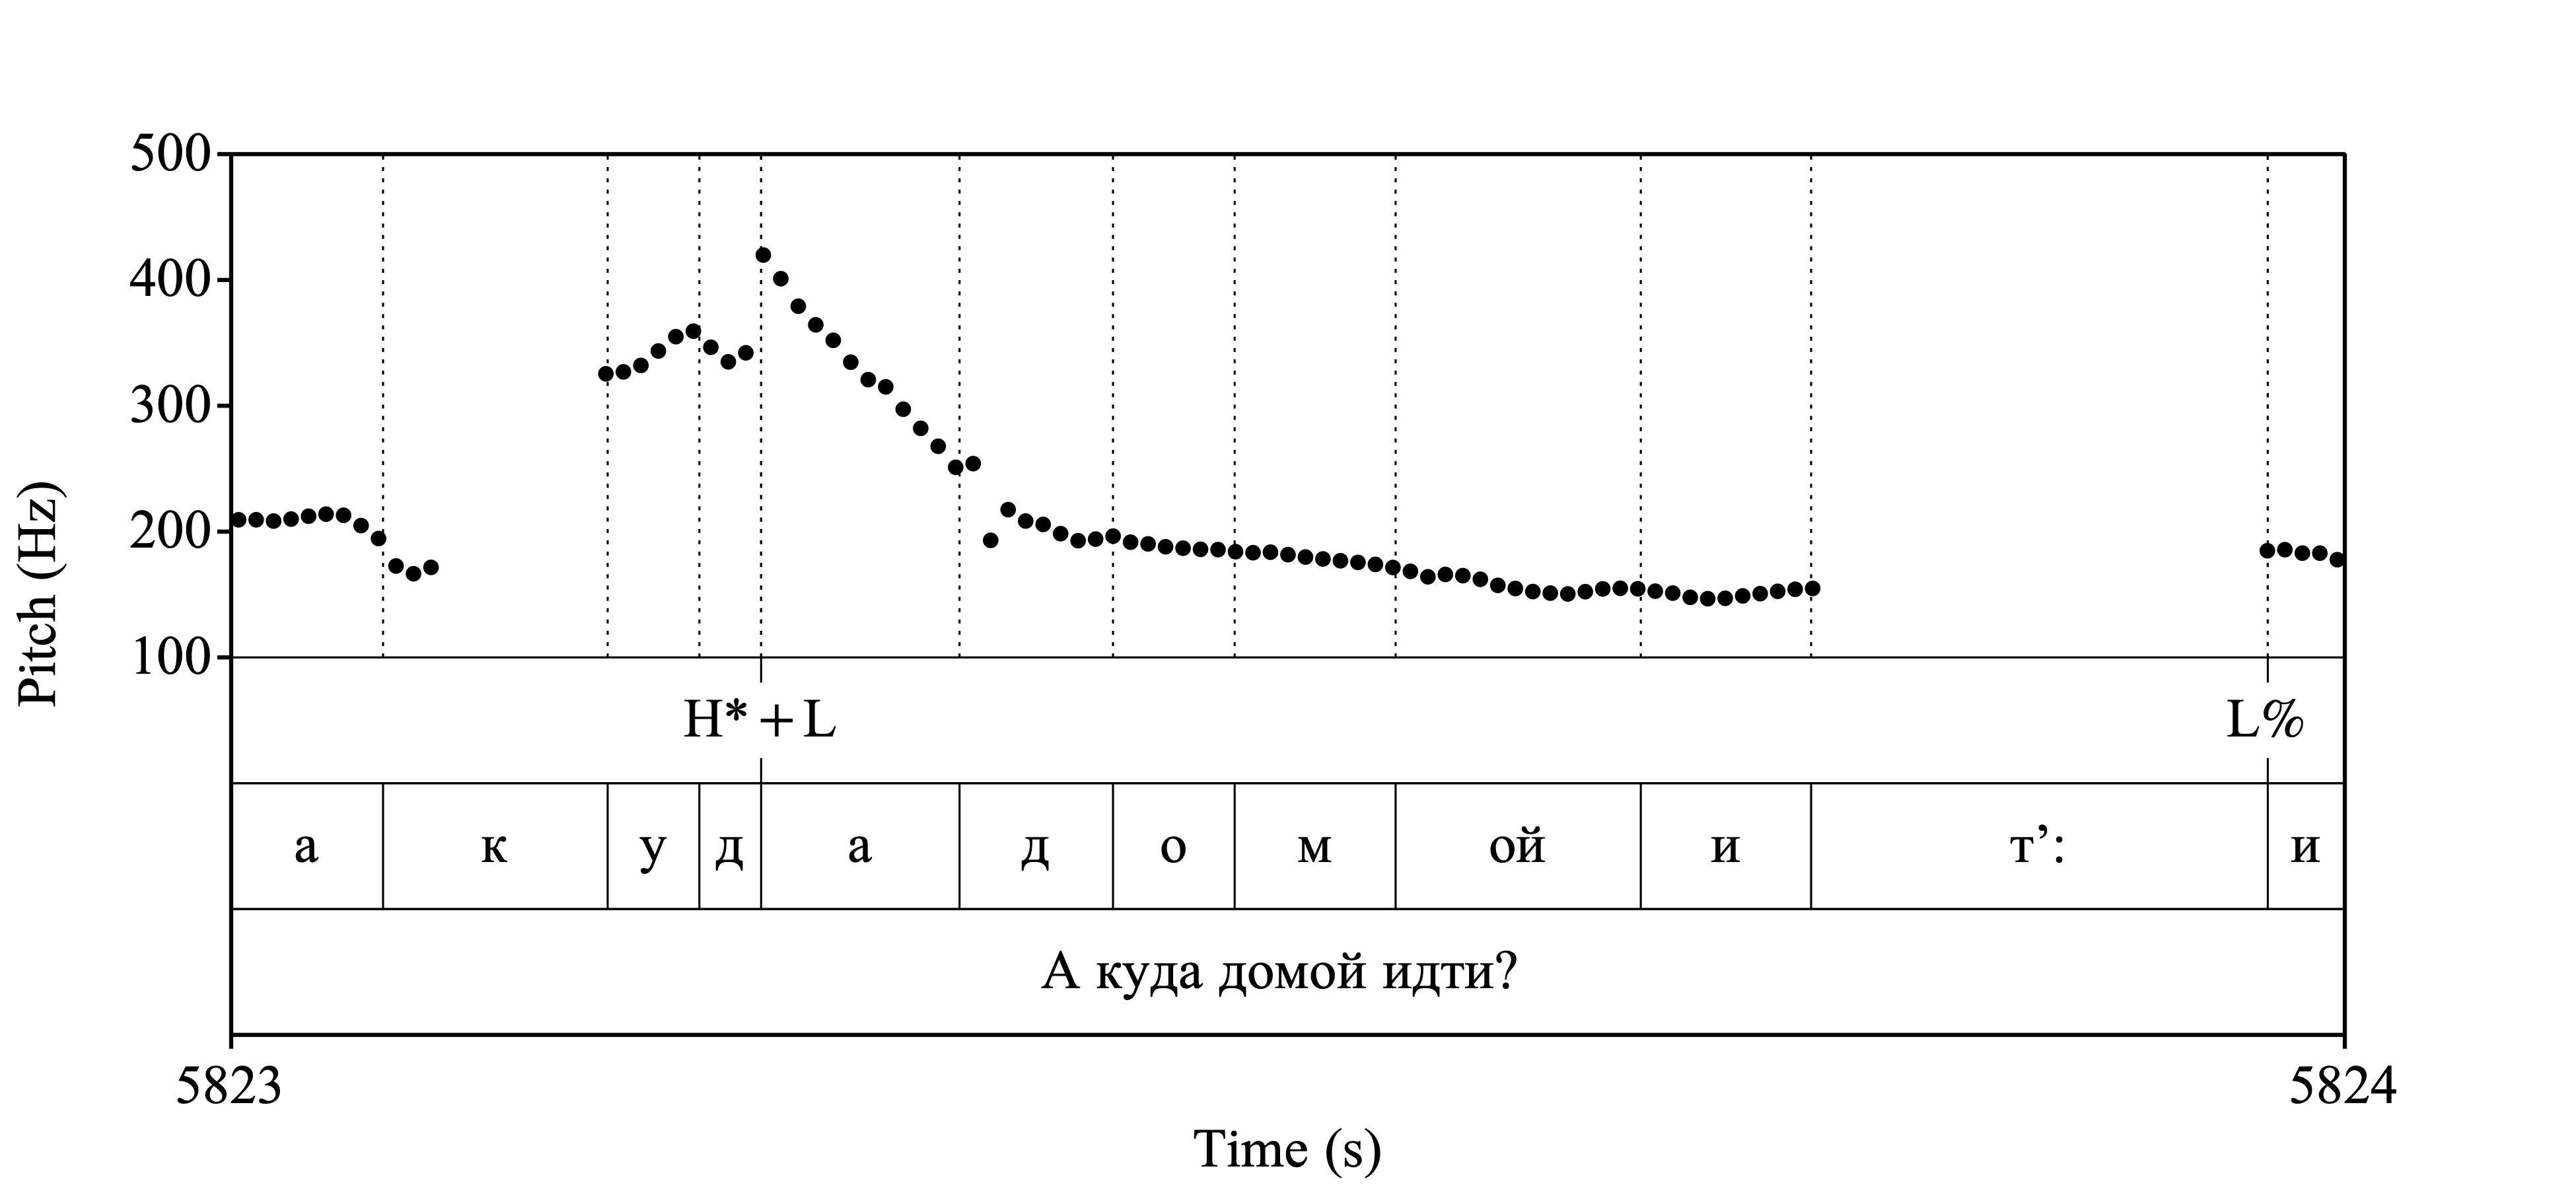 500
400
300
200
100
Pitch (Hz)
H*+L L%
а к у д а д о м ой и т’: и
А куда домой идти?
5823 5824
Time (s)